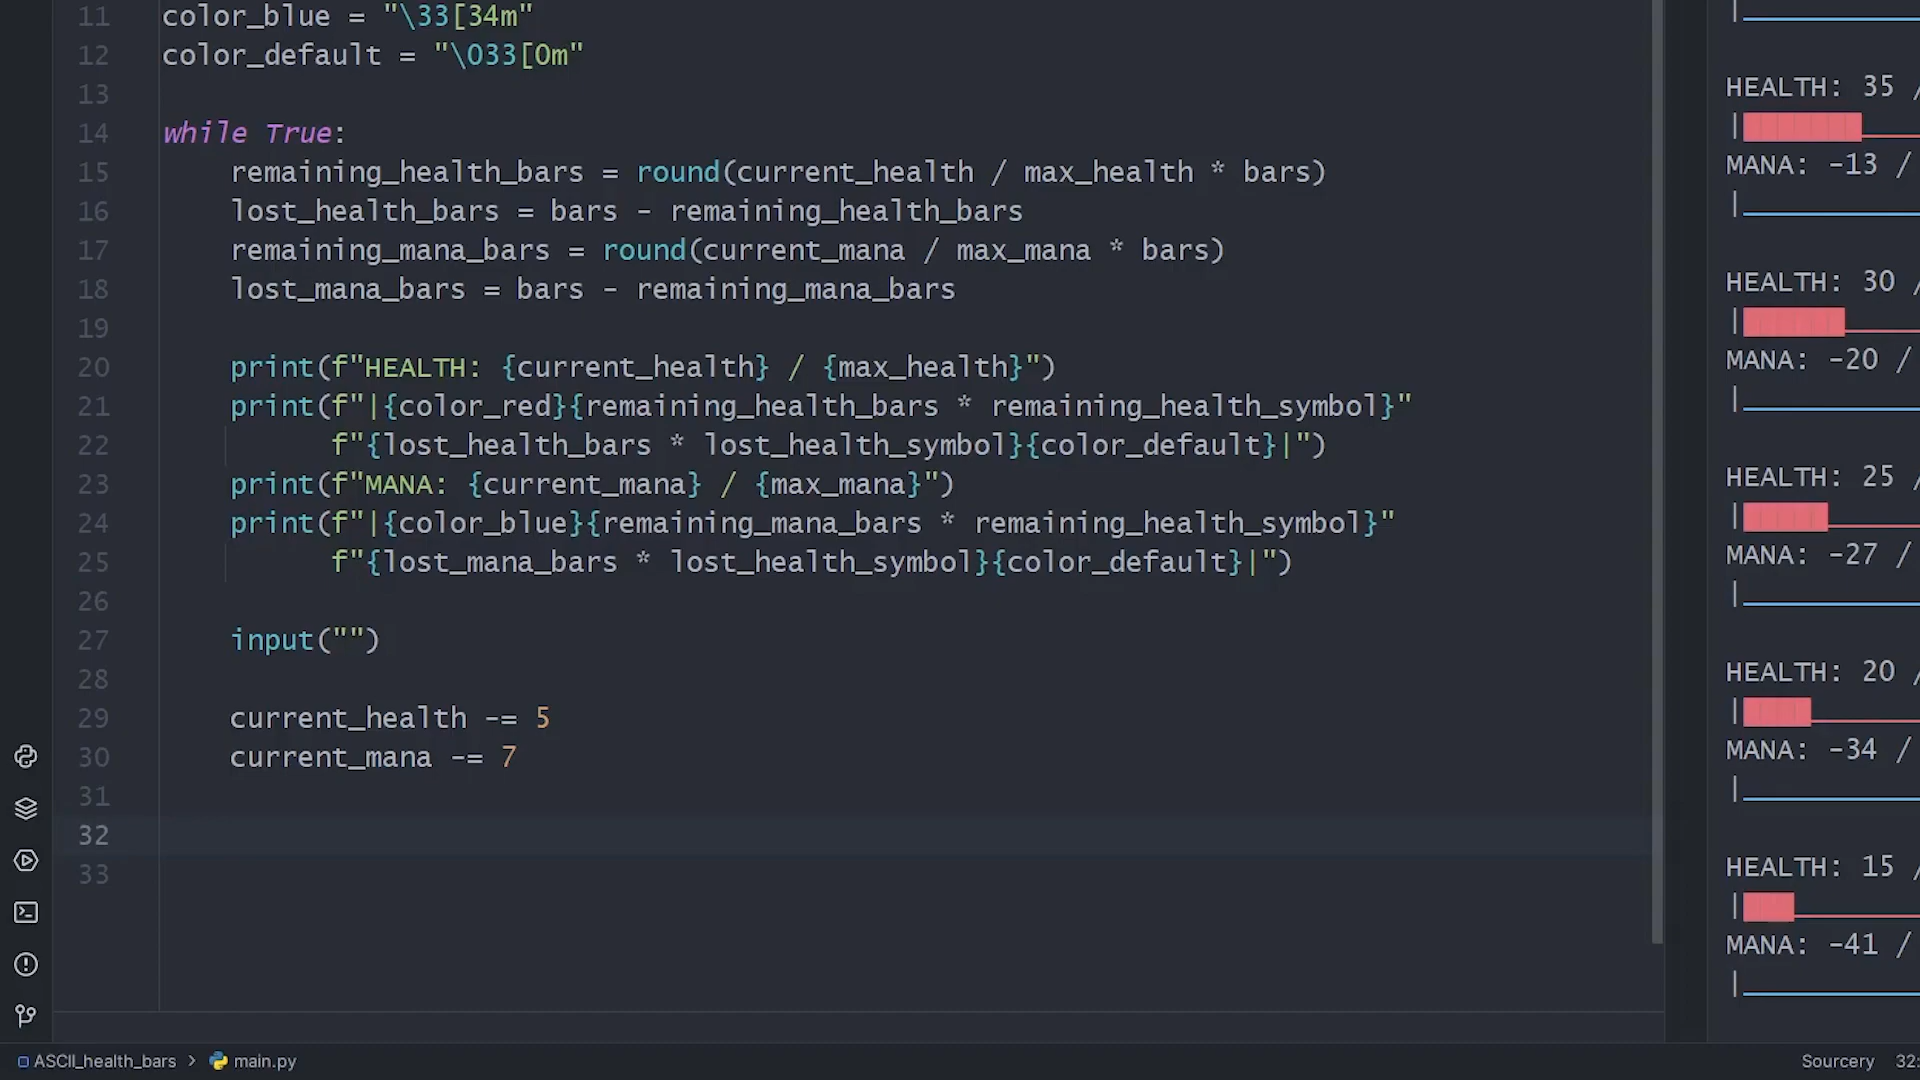 11 color_blue = "\33[34m"
12 color_default = "\033[0m"
13
14 while True:
15 remaining_health_bars = round(current_health / max_health * bars)
16 lost_health_bars = bars - remaining_health_bars
17 remaining_mana_bars = round(current_mana / max_mana * bars)
18 lost_mana_bars = bars - remaining_mana_bars
19
20 print(f"HEALTH: {current_health} / {max_health}")
21 print(f"|{color_red}{remaining_health_bars * remaining_health_symbol}"
22 f"{lost_health_bars * lost_health_symbol}{color_default}|")
23 print(f"MANA: {current_mana} / {max_mana}")
24 print(f"|{color_blue}{remaining_mana_bars * remaining_health_symbol}"
25 f"{lost_mana_bars * lost_health_symbol}{color_default}|")
26
27 input("")
28
29 current_health -= 5
30 current_mana -= 7
31
32
33
HEALTH: 35 /
MANA: -13 /
HEALTH: 30 /
MANA: -20 /
HEALTH: 25 /
MANA: -27 /
HEALTH: 20 /
MANA: -34 /
HEALTH: 15 /
MANA: -41 /
ASCII_health_bars > main.py
Sourcery 32: